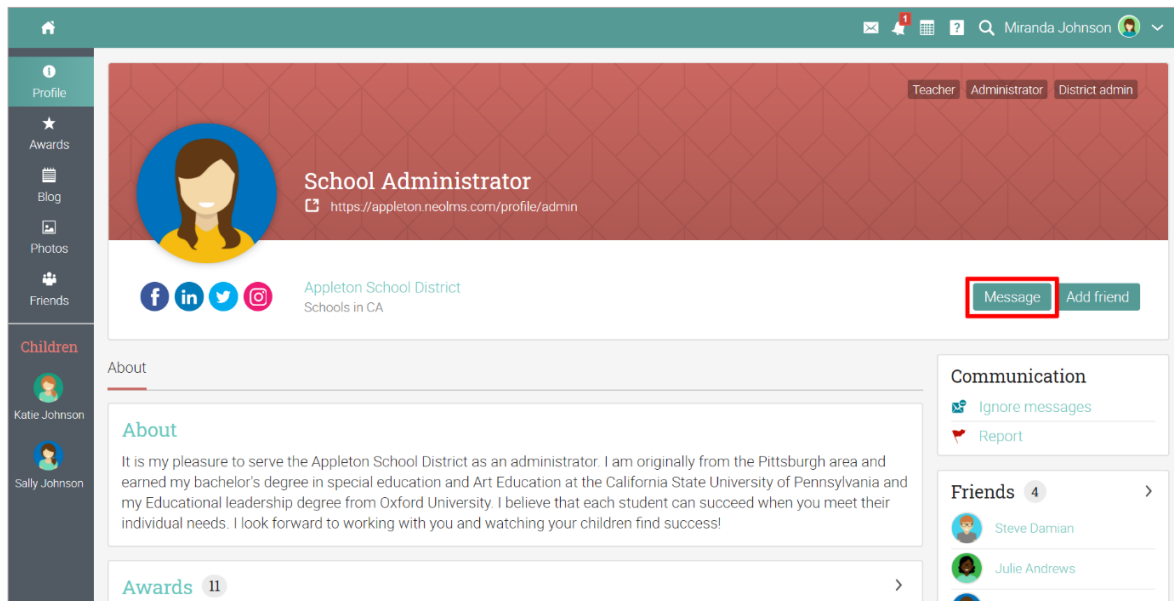 1
?
Miranda Johnson
Profile
Awards
Blog
Photos
Friends
Children
Katie Johnson
Sally Johnson
Teacher Administrator District admin
School Administrator
https://appleton.neolms.com/profile/admin
f in
Appleton School District
Schools in CA
Message Add friend
About
About
It is my pleasure to serve the Appleton School District as an administrator. I am originally from the Pittsburgh area and
earned my bachelor's degree in special education and Art Education at the California State University of Pennsylvania and
my Educational leadership degree from Oxford University. I believe that each student can succeed when you meet their
individual needs. I look forward to working with you and watching your children find success!
Awards 11
Communication
Ignore messages
Report
Friends 4
Steve Damian
Julie Andrews